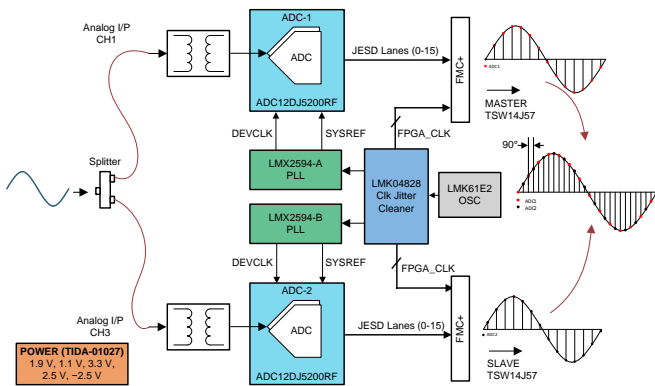 Analog I/P
CH1
ADC-1
ADC
ADC12DJ5200RF
JESD Lanes (0-15)
FMC+
ADC1
MASTER
TSW14J57
DEVCLK
SYSREF
FPGA_CLK
Splitter
LMX2594-A
PLL
LMK04828
Clk Jitter
Cleaner
LMK61E2
OSC
90°
ADC1
ADC2
LMX2594-B
PLL
DEVCLK
SYSREF
FPGA_CLK
Analog I/P
CH3
ADC-2
ADC
ADC12DJ5200RF
JESD Lanes (0-15)
FMC+
ADC2
SLAVE
TSW14J57
POWER (TIDA-01027)
1.9 V, 1.1 V, 3.3 V,
2.5 V, –2.5 V